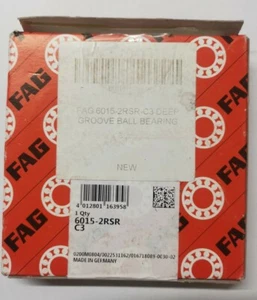 FAG
FAG 6015-2RSR-C3 DEEP
GROOVE BALL BEARING
NEW
FAG
FAG
FAG
4 012801 163958
1 Qty
6015-2RSR
C3
MADE IN GERMANY